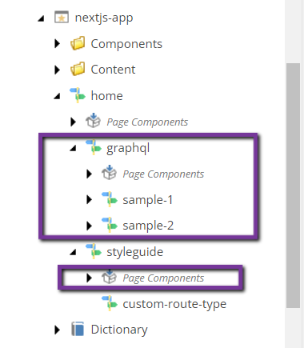 nextjs-app
Components
Content
home
Page Components
graphql
Page Components
sample-1
sample-2
styleguide
Page Components
custom-route-type
Dictionary